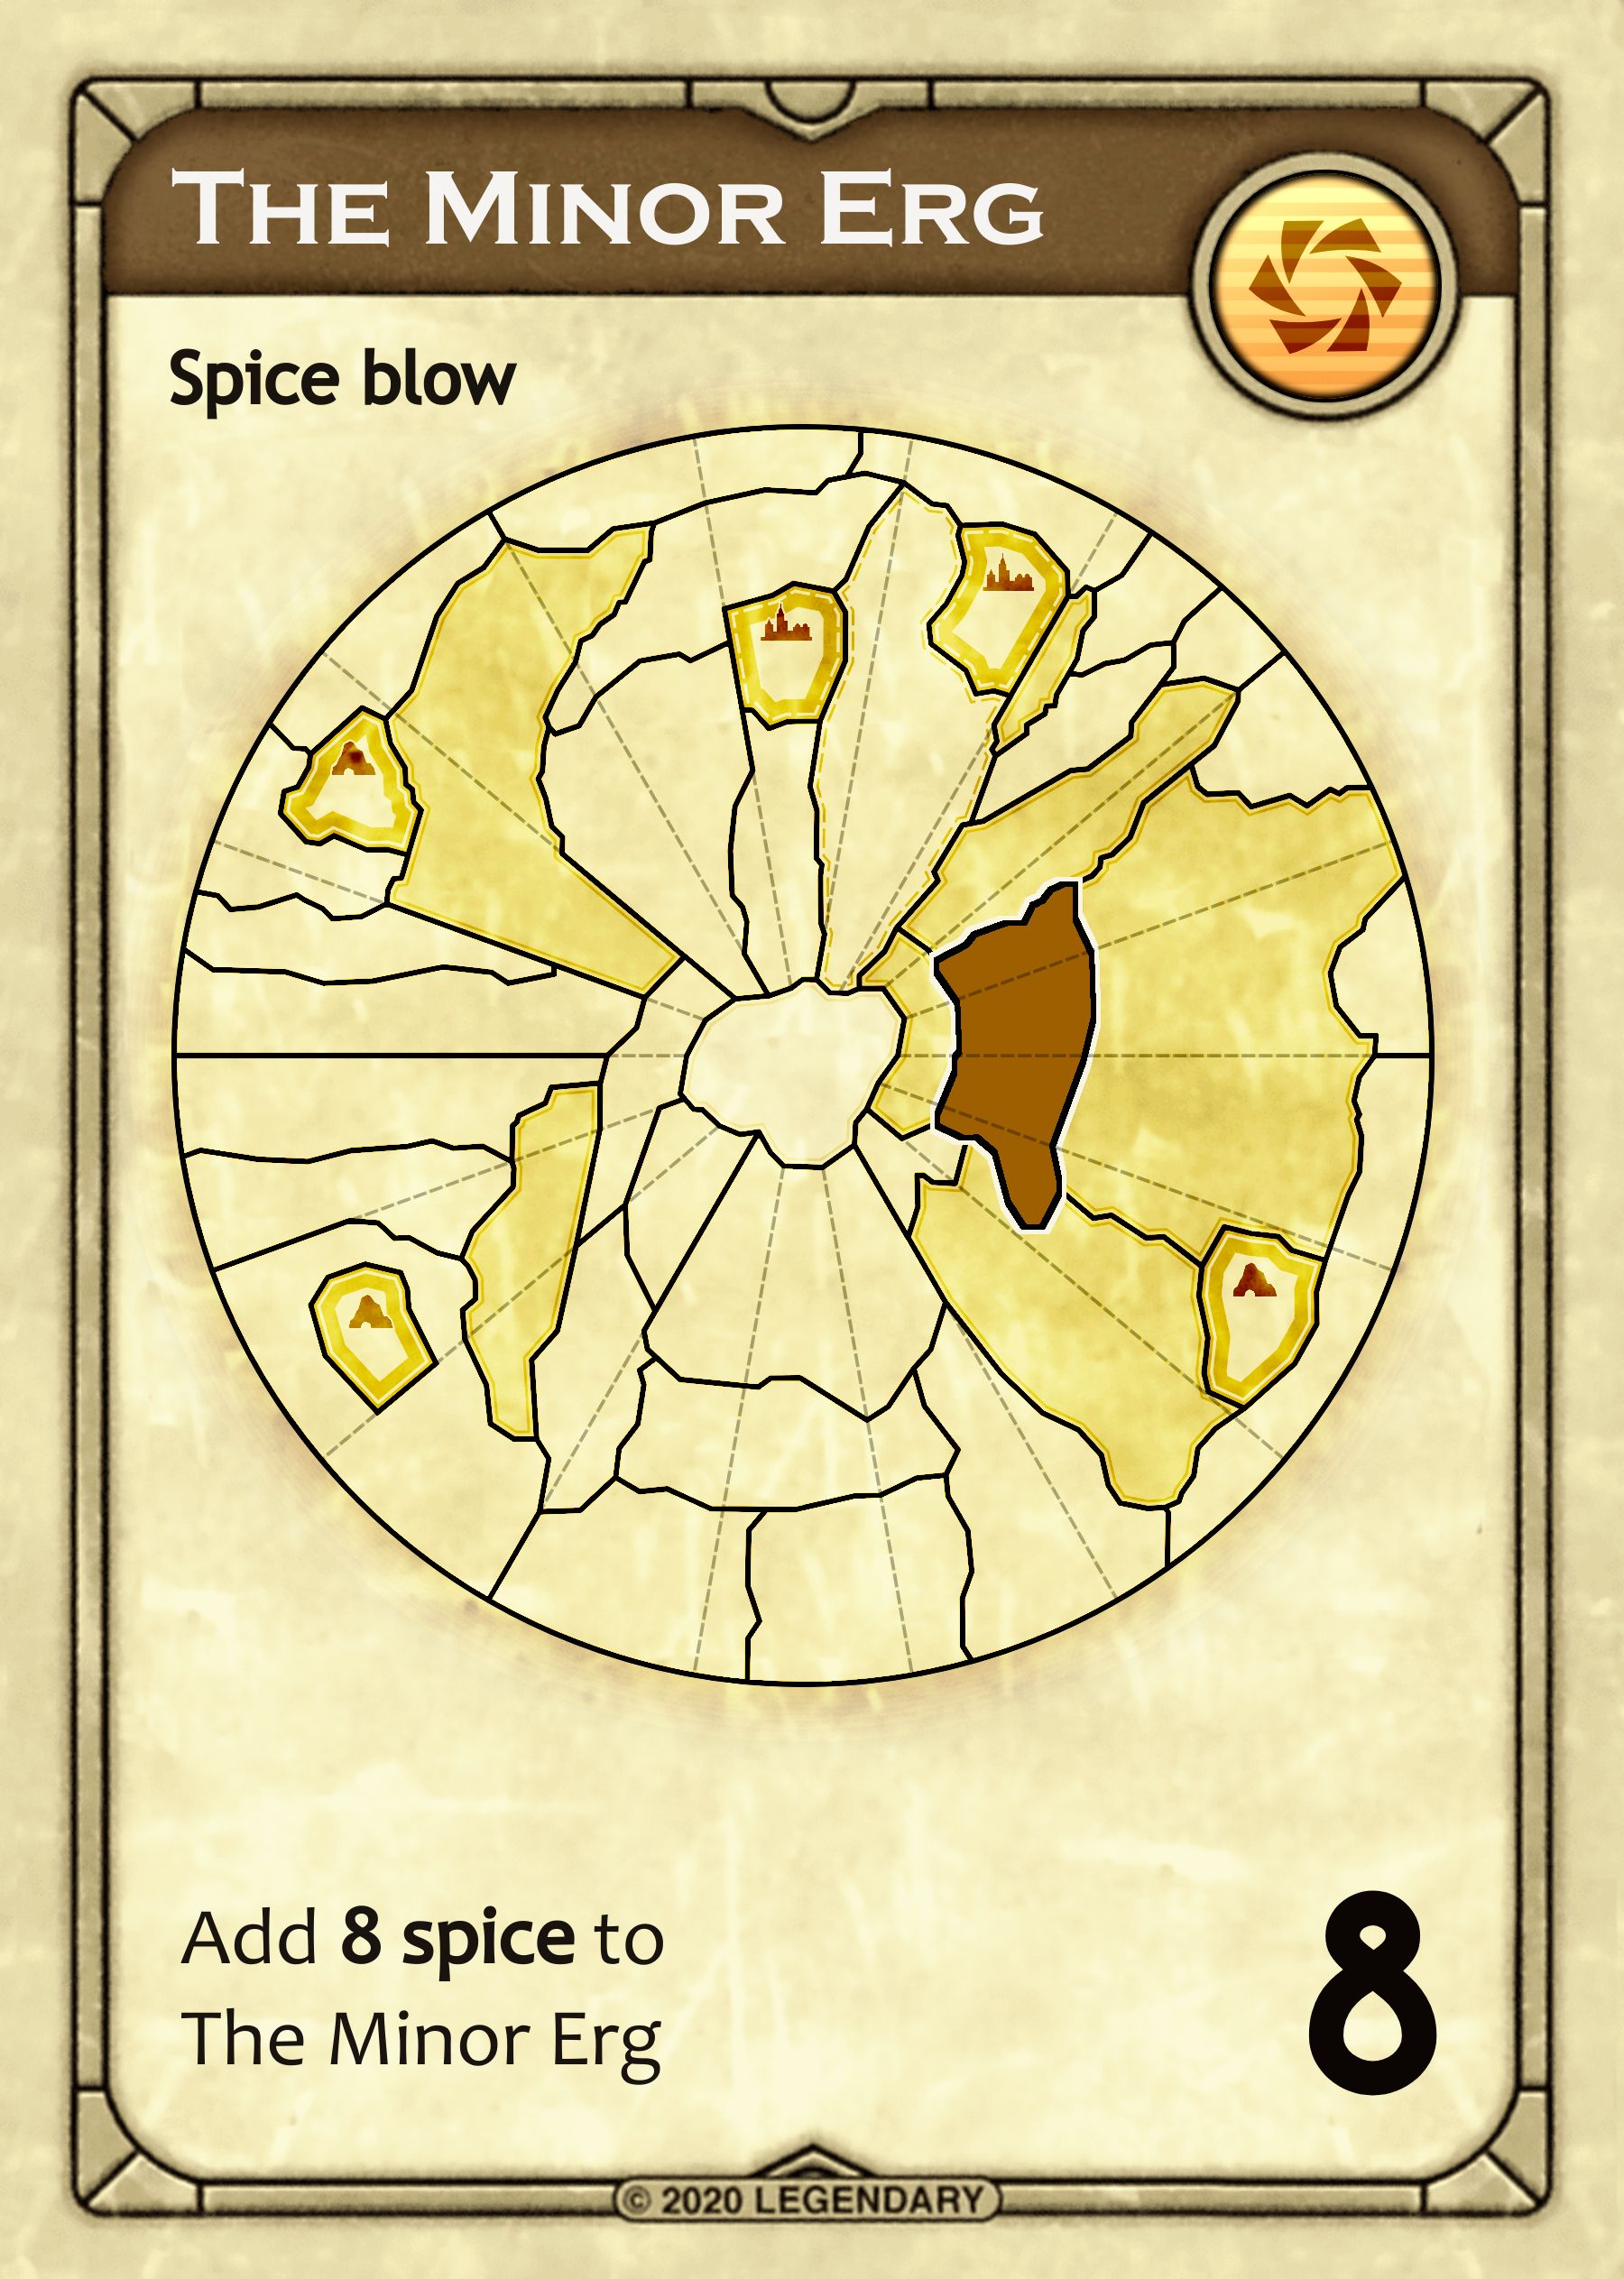 THE MINOR ERG
Spice blow
Add 8 spice to
The Minor Erg
8
© 2020 LEGENDARY